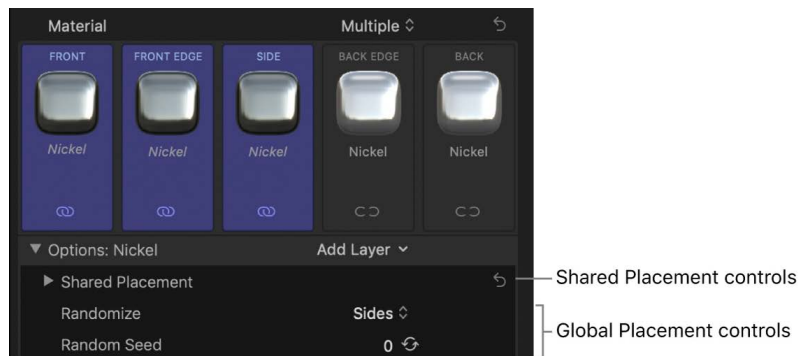 Material Multiple
FRONT FRONT EDGE SIDE BACK EDGE BACK
Nickel Nickel Nickel Nickel Nickel
Options: Nickel Add Layer
Shared Placement
Shared Placement controls
Randomize Sides
Global Placement controls
Random Seed 0